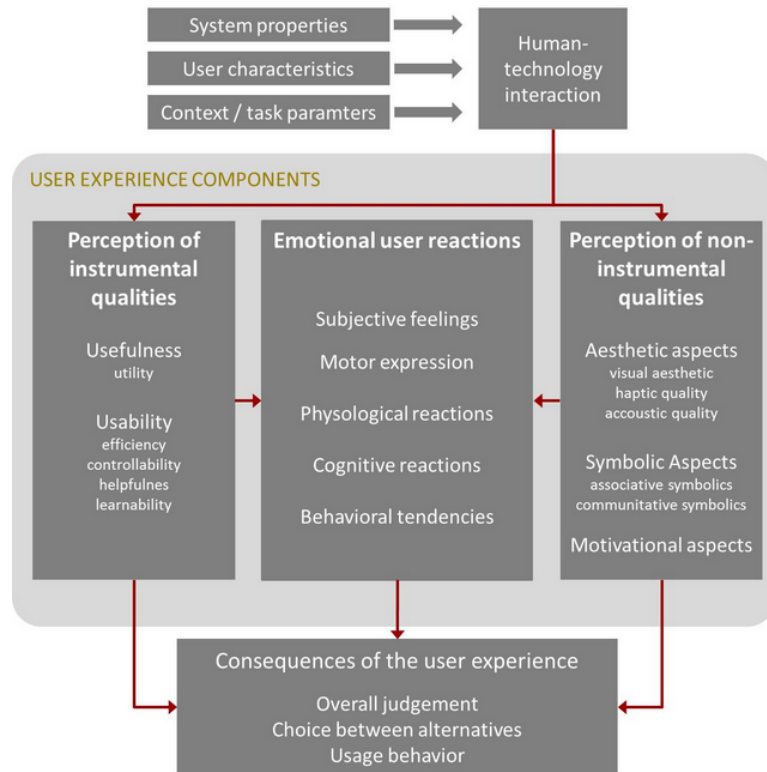 System properties
User characteristics
Context / task paramters
Human-
technology
interaction
USER EXPERIENCE COMPONENTS
Perception of
instrumental
qualities
Usefulness
utility
Usability
efficiency
controllability
helpfulnes
learnability
Emotional user reactions
Subjective feelings
Motor expression
Physological reactions
Cognitive reactions
Behavioral tendencies
Perception of non-
instrumental
qualities
Aesthetic aspects
visual aesthetic
haptic quality
accoustic quality
Symbolic Aspects
associative symbolics
communitative symbolics
Motivational aspects
Consequences of the user experience
Overall judgement
Choice between alternatives
Usage behavior